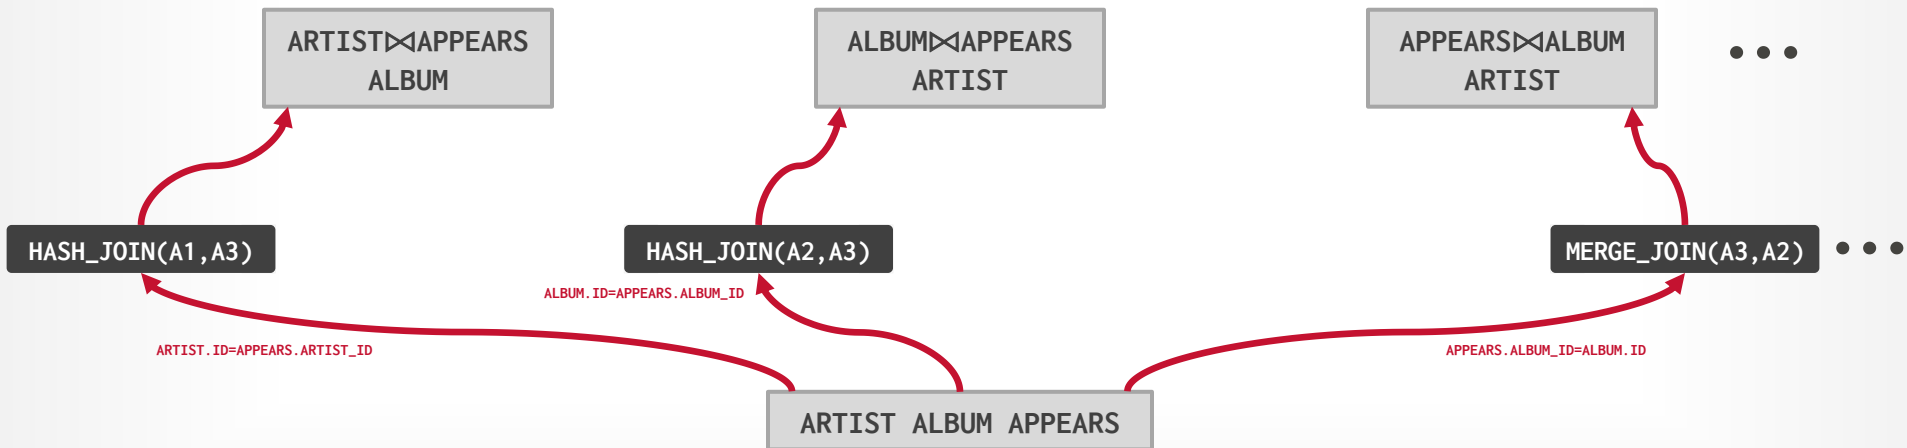 ARTIST⋈APPEARS
ALBUM
ALBUM⋈APPEARS
ARTIST
APPEARS⋈ALBUM
ARTIST
•••
HASH_JOIN(A1,A3)
HASH_JOIN(A2,A3)
MERGE_JOIN(A3,A2)
•••
ALBUM.ID=APPEARS.ALBUM_ID
ARTIST.ID=APPEARS.ARTIST_ID
APPEARS.ALBUM_ID=ALBUM.ID
ARTIST ALBUM APPEARS